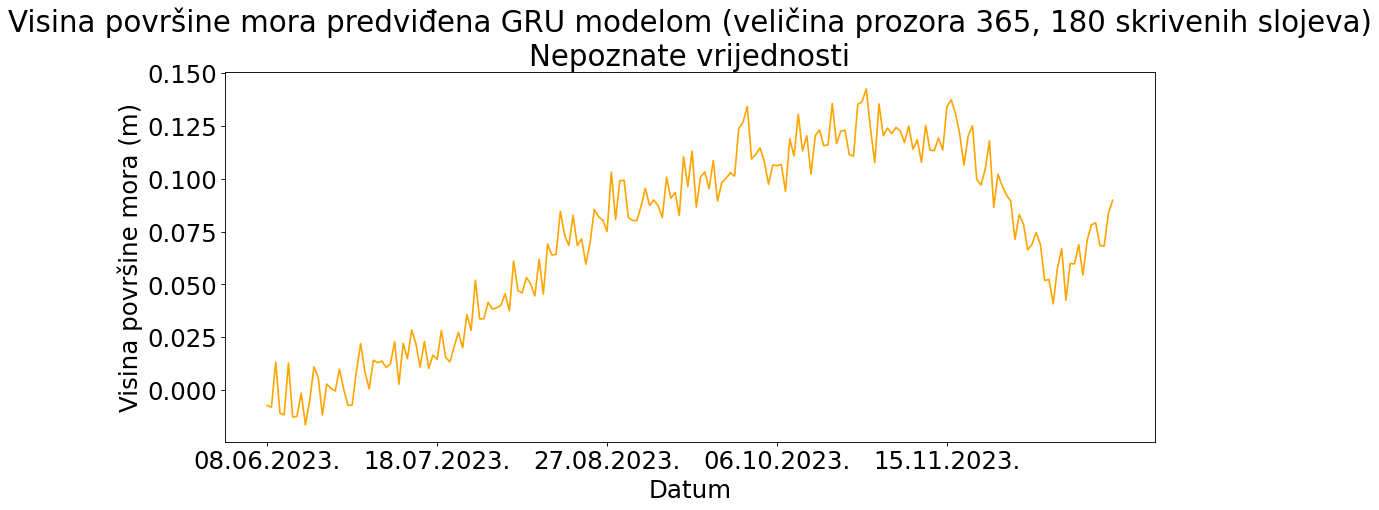 Visina površine mora predviđena GRU modelom (veličina prozora 365, 180 skrivenih slojeva)
Nepoznate vrijednosti
0.150
0.125
0.100
0.075
0.050
0.025
0.000
Visina površine mora (m)
08.06.2023. 18.07.2023. 27.08.2023. 06.10.2023. 15.11.2023.
Datum